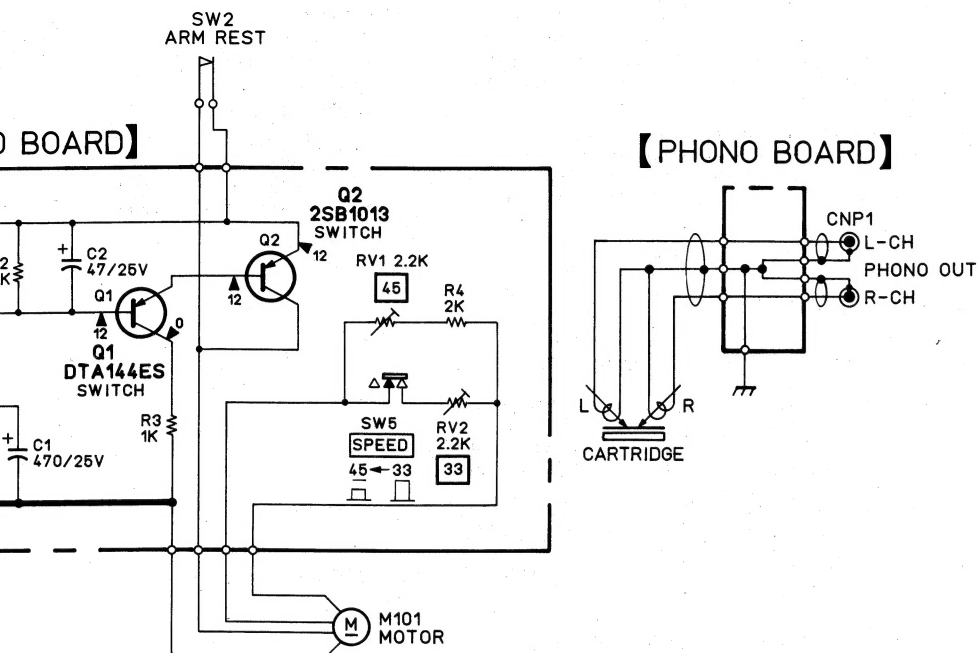 SW2
ARM REST
O BOARD】
【PHONO BOARD】
Q2
2SB1013
SWITCH
CNP1
L-CH
PHONO OUT
R-CH
+
C2
47/25V
2
K
Q1
12
Q2
12
12
0
RV1 2.2K
45
R4
2K
Q1
DTA144ES
SWITCH
R3
1K
+
C1
470/25V
SW5
SPEED
45 ← 33
RV2
2.2K
33
L
R
CARTRIDGE
M
M101
MOTOR